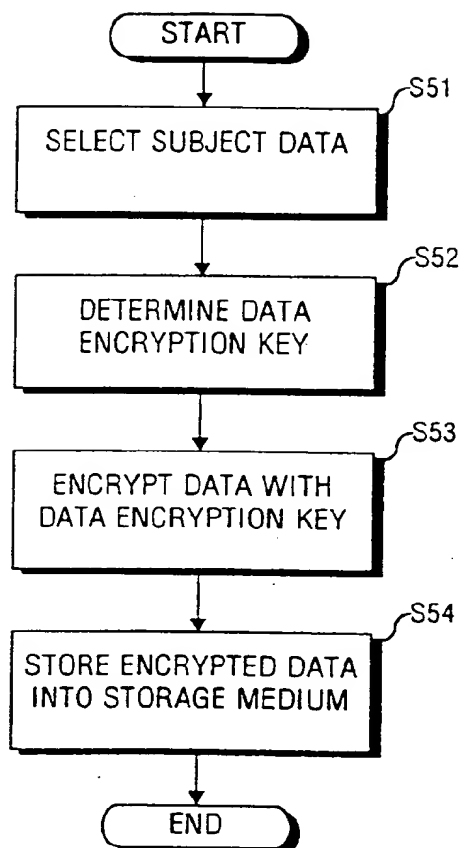 START
S51
SELECT SUBJECT DATA
S52
DETERMINE DATA
ENCRYPTION KEY
S53
ENCRYPT DATA WITH
DATA ENCRYPTION KEY
S54
STORE ENCRYPTED DATA
INTO STORAGE MEDIUM
END